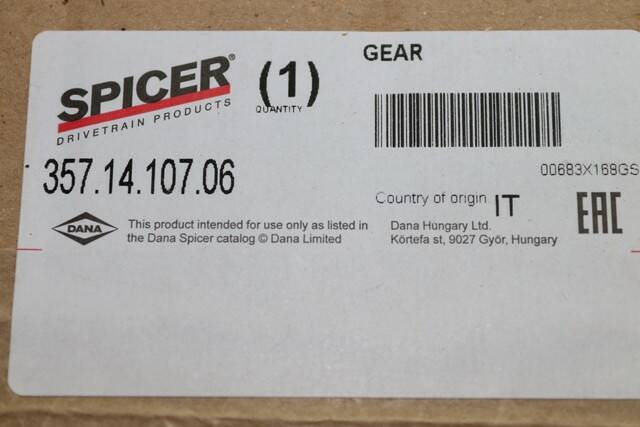 SPICER®
DRIVETRAIN PRODUCTS
(1)
QUANTITY
GEAR
00683X168GS
357.14.107.06
Country of origin IT
EAC
DANA
This product intended for use only as listed in
the Dana Spicer catalog © Dana Limited
Dana Hungary Ltd.
Körtefa st, 9027 Győr, Hungary